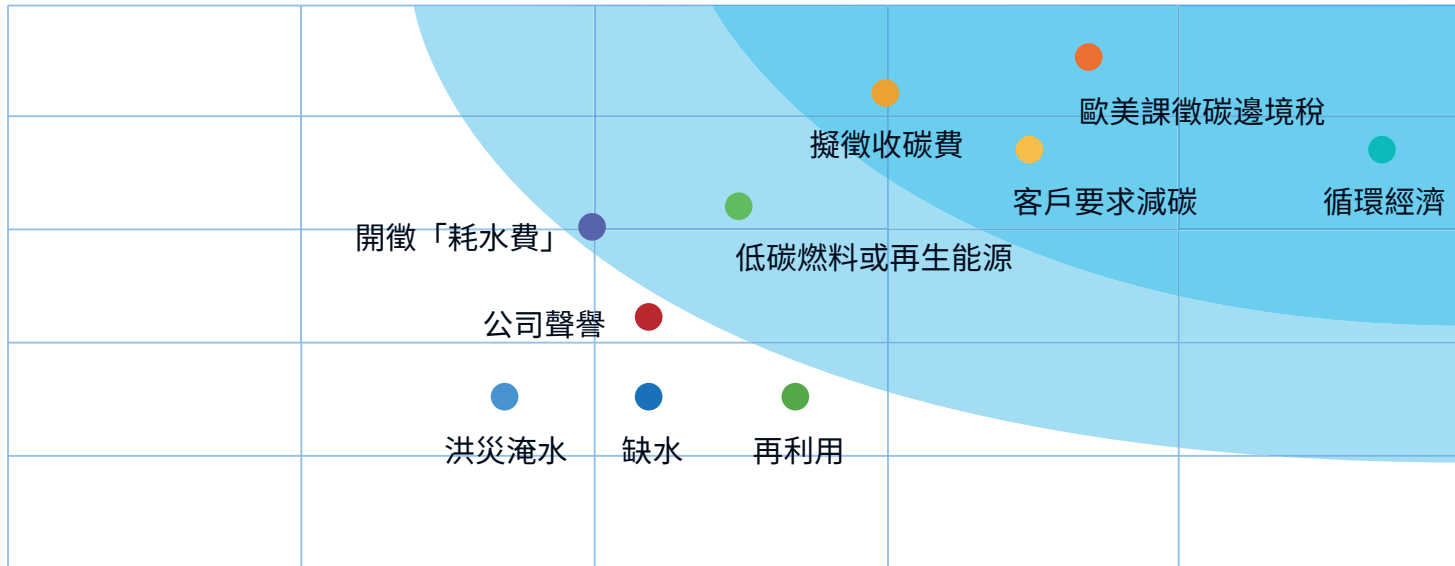 歐美課徵碳邊境稅
擬徵收碳費
客戶要求減碳
循環經濟
開徵「耗水費」
低碳燃料或再生能源
公司聲譽
洪災淹水
缺水
再利用